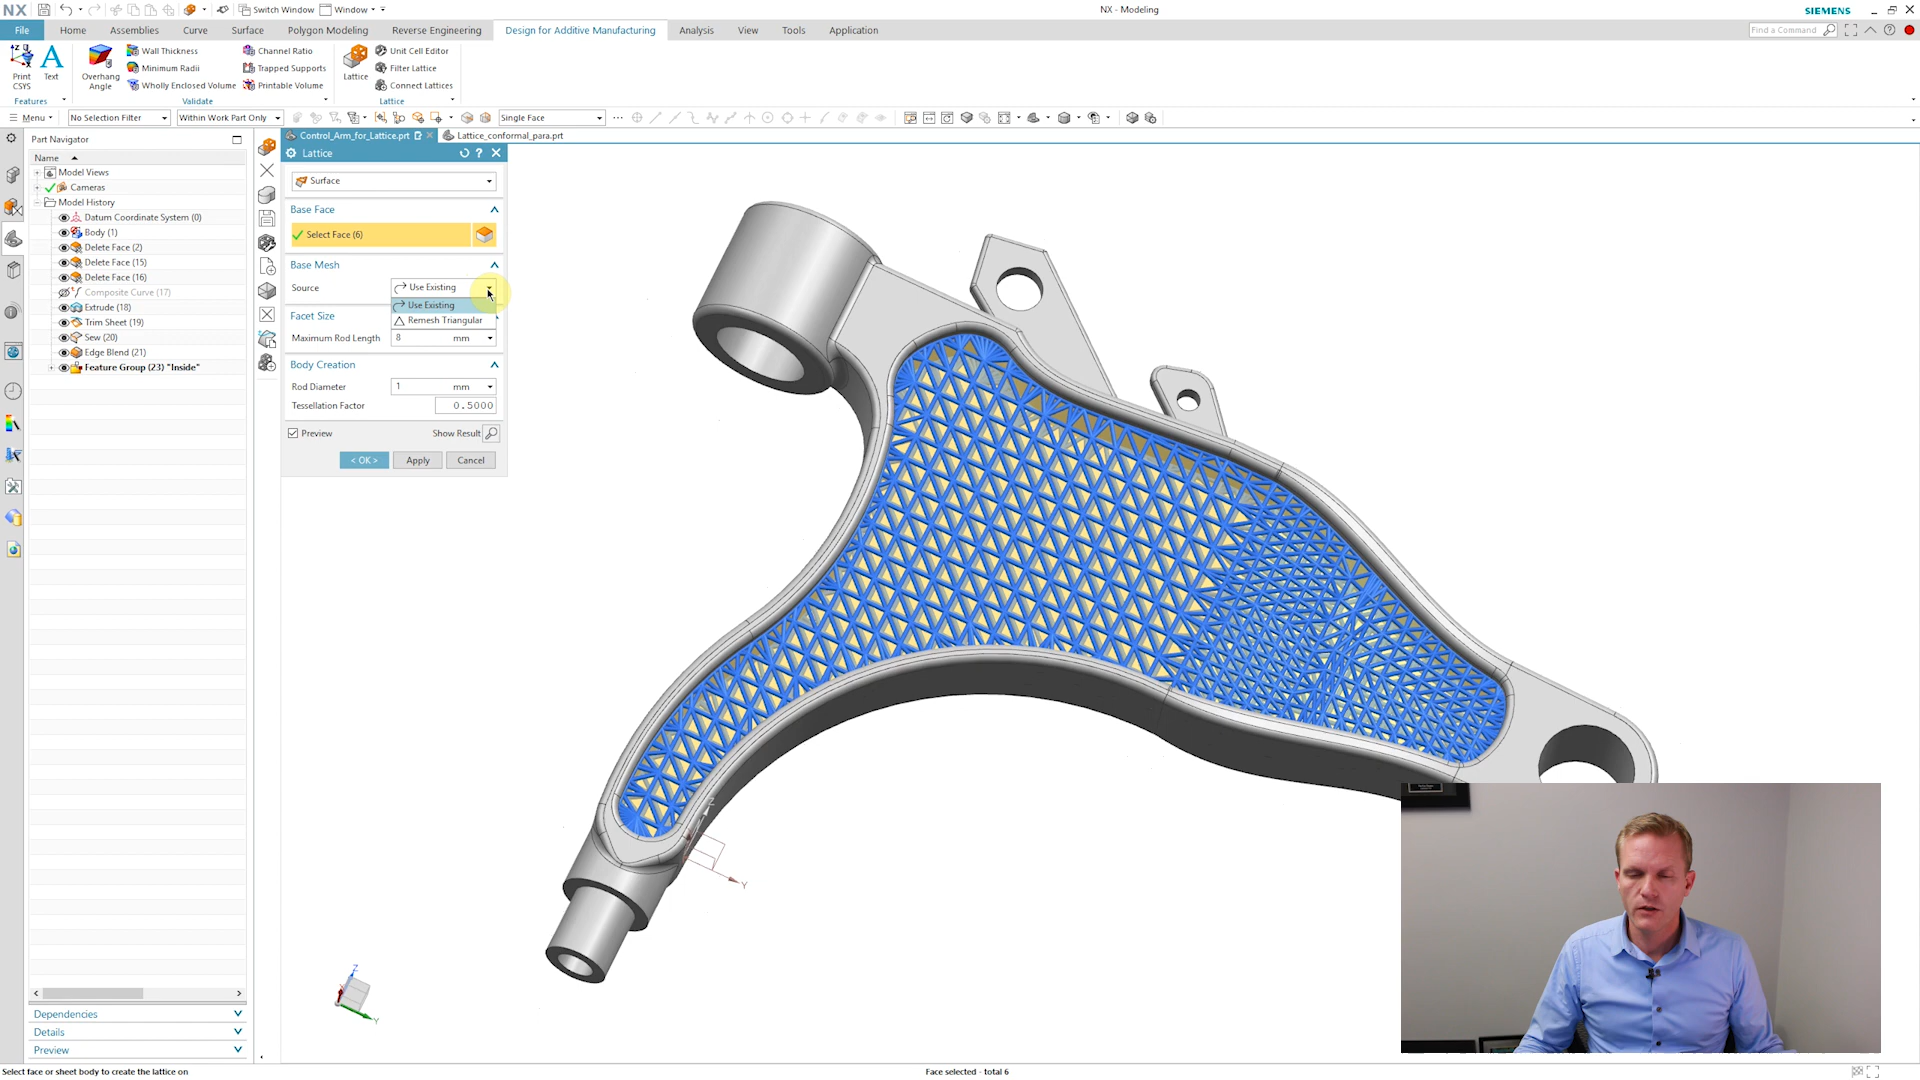 NX
Switch Window
Window
NX - Modeling
SIEMENS
File
Home
Assemblies
Curve
Surface
Polygon Modeling
Reverse Engineering
Design for Additive Manufacturing
Analysis
View
Tools
Application
Find a Command
Print CSYS
Text
Features
Overhang Angle
Wall Thickness
Minimum Radii
Wholly Enclosed Volume
Channel Ratio
Trapped Supports
Printable Volume
Validate
Lattice
Unit Cell Editor
Filter Lattice
Connect Lattices
Lattice
Menu
No Selection Filter
Within Work Part Only
Single Face
Part Navigator
Control_Arm_for_Lattice.prt
Lattice_conformal_para.prt
Name
Model Views
Cameras
Model History
Datum Coordinate System (0)
Body (1)
Delete Face (2)
Delete Face (15)
Delete Face (16)
Composite Curve (17)
Extrude (18)
Trim Sheet (19)
Sew (20)
Edge Blend (21)
Feature Group (23) "Inside"
Lattice
Surface
Base Face
Select Face (6)
Base Mesh
Source
Use Existing
Use Existing
Remesh Triangular
Facet Size
Maximum Rod Length
8
mm
Body Creation
Rod Diameter
1
mm
Tessellation Factor
0.5000
Preview
Show Result
< OK >
Apply
Cancel
Z
Y
Z
Y
Dependencies
Details
Preview
Select face or sheet body to create the lattice on
Face selected - total 6